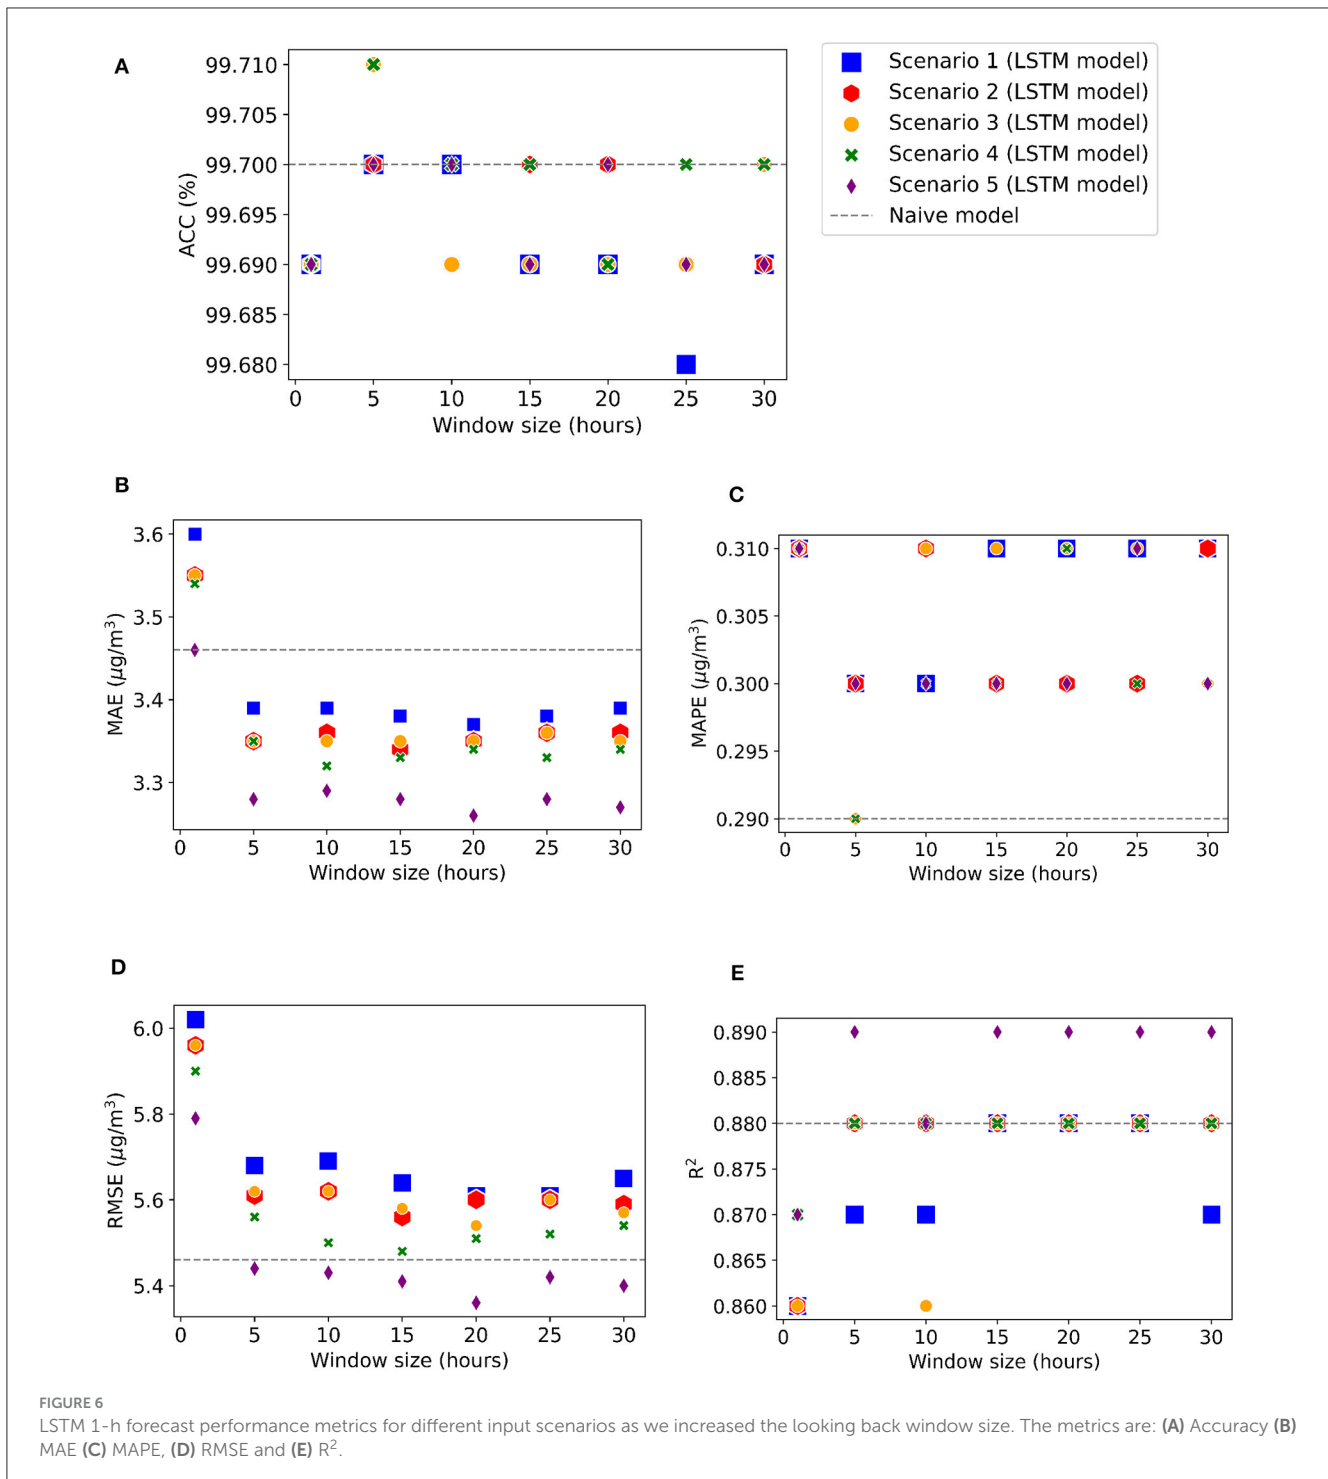 A
99.710
99.705
99.700
99.695
99.690
99.685
99.680
ACC (%)
0 5 10 15 20 25 30
Window size (hours)
Scenario 1 (LSTM model)
Scenario 2 (LSTM model)
Scenario 3 (LSTM model)
Scenario 4 (LSTM model)
Scenario 5 (LSTM model)
Naive model
B
3.6
3.5
3.4
3.3
MAE (μg/m³)
0 5 10 15 20 25 30
Window size (hours)
C
0.310
0.305
0.300
0.295
0.290
MAPE (μg/m³)
0 5 10 15 20 25 30
Window size (hours)
D
6.0
5.8
5.6
5.4
RMSE (μg/m³)
0 5 10 15 20 25 30
Window size (hours)
E
0.890
0.885
0.880
0.875
0.870
0.865
0.860
R²
0 5 10 15 20 25 30
Window size (hours)
FIGURE 6
LSTM 1-h forecast performance metrics for different input scenarios as we increased the looking back window size. The metrics are: (A) Accuracy (B)
MAE (C) MAPE, (D) RMSE and (E) R².